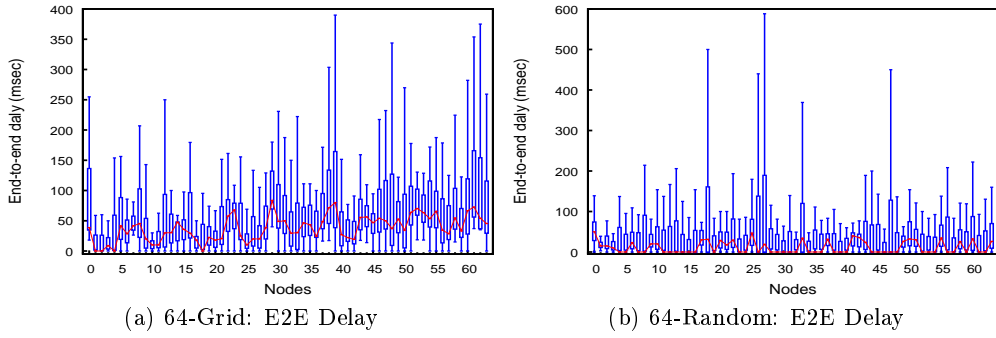 400
350
300
250
200
150
100
50
0
End-to-end daly (msec)
0 5 10 15 20 25 30 35 40 45 50 55 60
Nodes
(a) 64-Grid: E2E Delay
600
500
400
300
200
100
0
End-to-end daly (msec)
0 5 10 15 20 25 30 35 40 45 50 55 60
Nodes
(b) 64-Random: E2E Delay